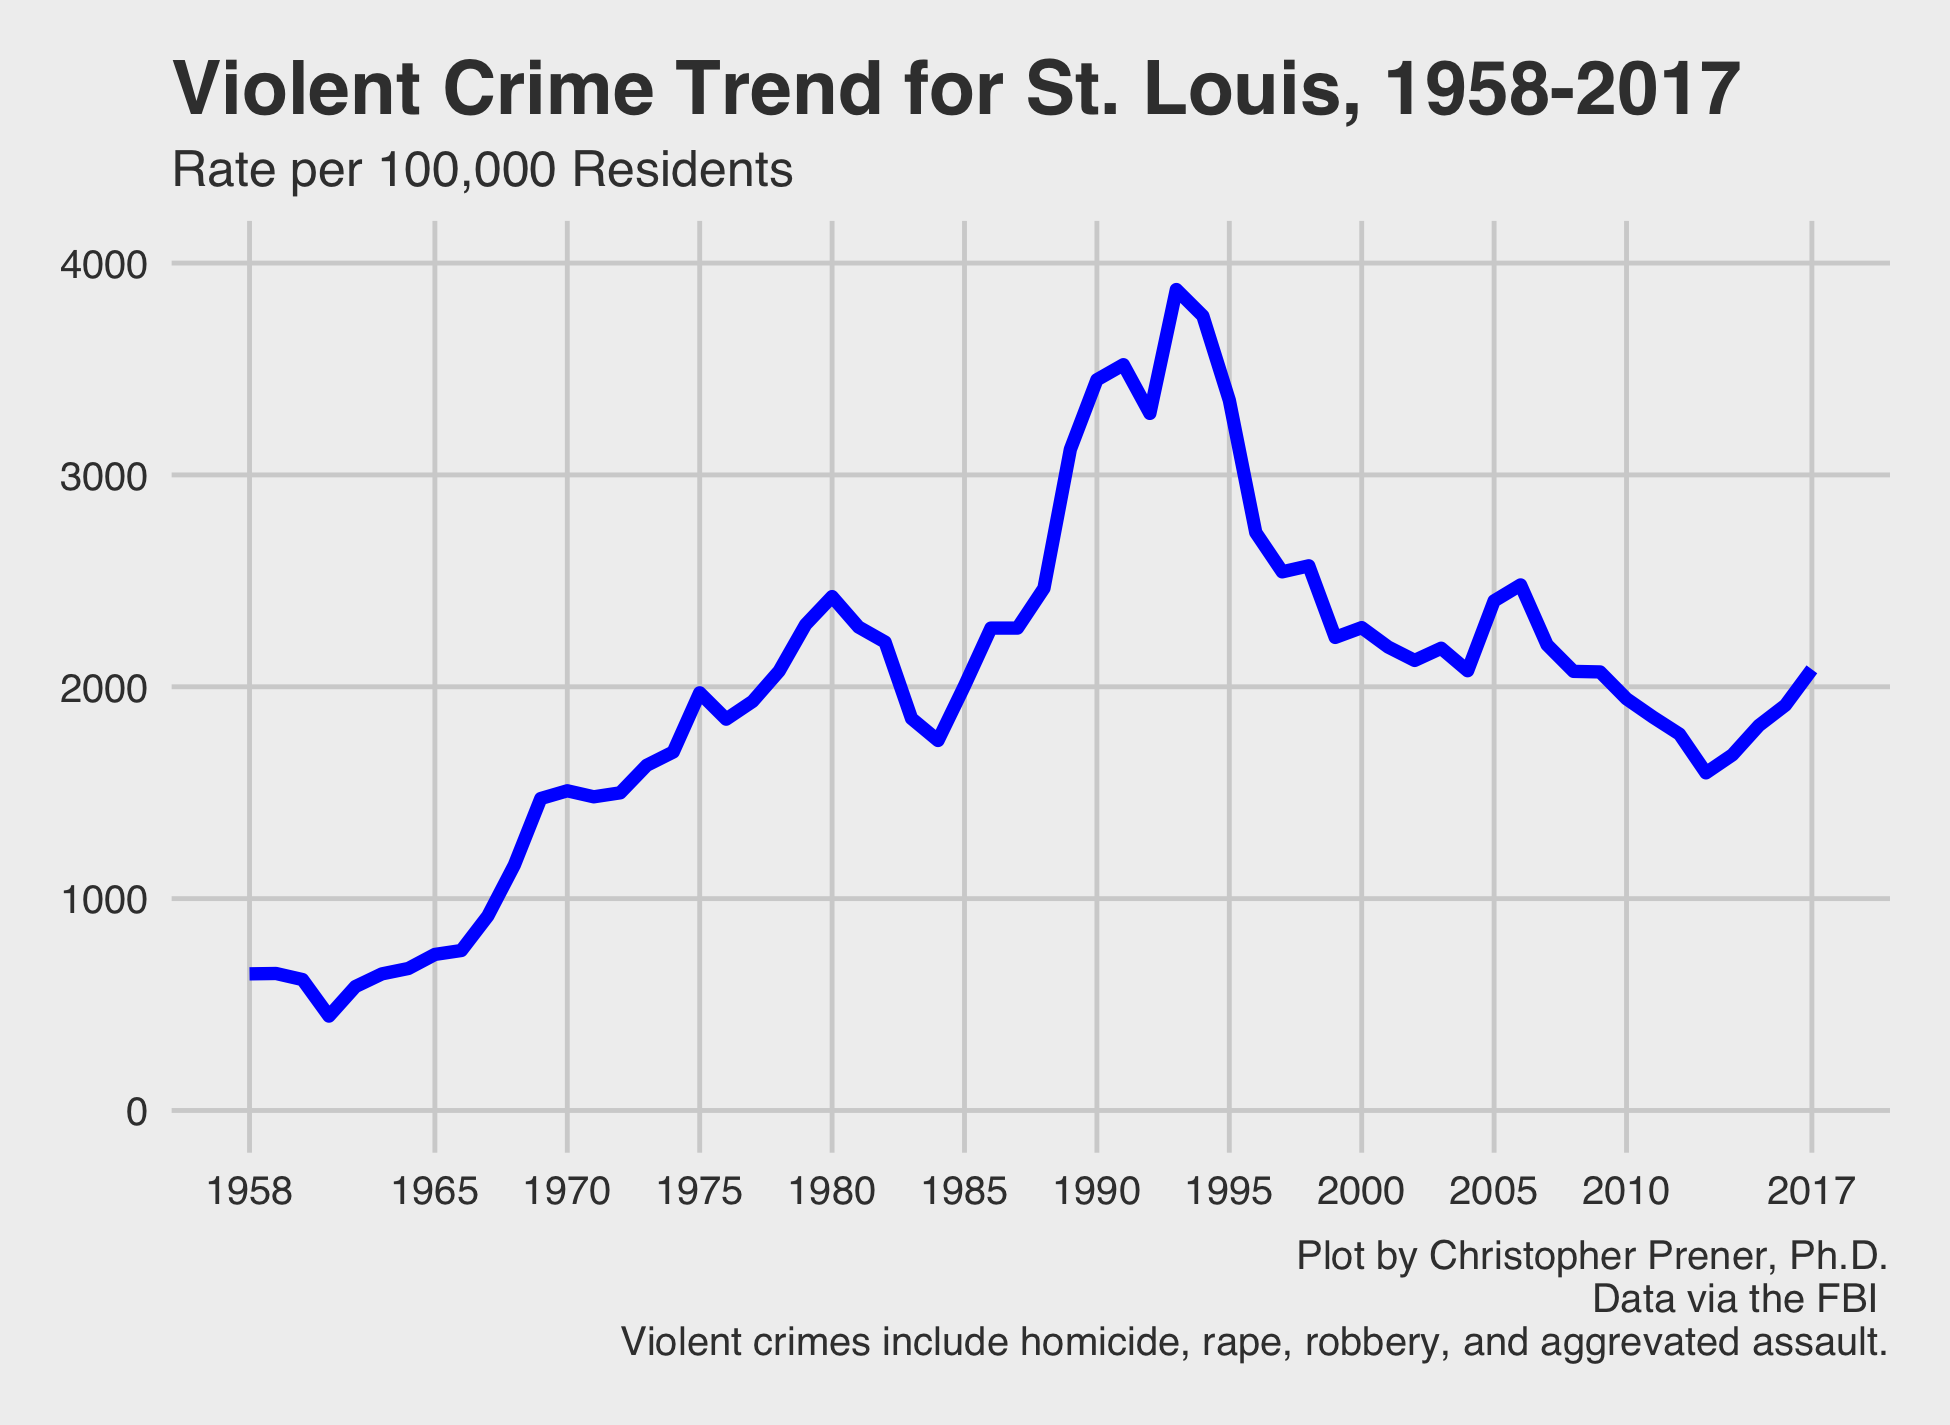 Violent Crime Trend for St. Louis, 1958-2017
Rate per 100,000 Residents
4000
3000
2000
1000
0
1958 1965 1970 1975 1980 1985 1990 1995 2000 2005 2010 2017
Plot by Christopher Prener, Ph.D.
Data via the FBI
Violent crimes include homicide, rape, robbery, and aggrevated assault.